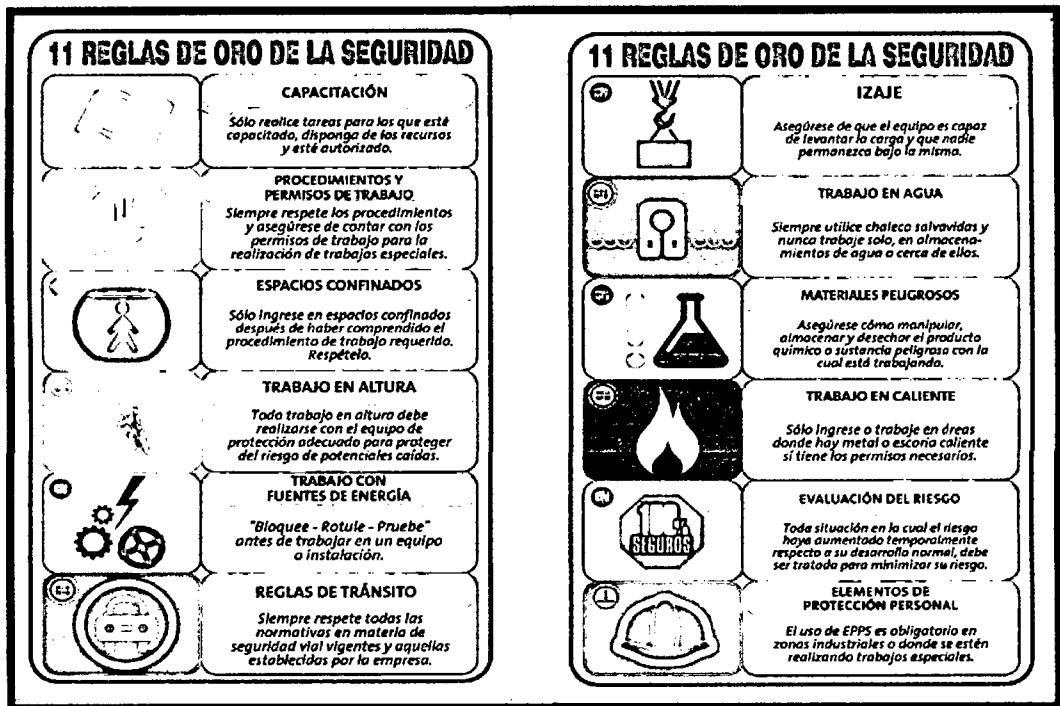 11 REGLAS DE ORO DE LA SEGURIDAD
CAPACITACIÓN
Sólo realice tareas para las que esté
capacitado, disponga de los recursos
y esté autorizado.
PROCEDIMIENTOS Y
PERMISOS DE TRABAJO
Siempre respete los procedimientos
y asegúrese de contar con los
permisos de trabajo para la
realización de trabajos especiales.
ESPACIOS CONFINADOS
Sólo ingrese en espacios confinados
después de haber comprendido el
procedimiento de trabajo requerido.
Respételo.
TRABAJO EN ALTURA
Todo trabajo en altura debe
realizarse con el equipo de
protección adecuado para proteger
del riesgo de potenciales caídas.
TRABAJO CON
FUENTES DE ENERGÍA
"Bloquee - Rotule - Pruebe"
antes de trabajar en un equipo
o instalación.
REGLAS DE TRÁNSITO
Siempre respete todas las
normativas en materia de
seguridad vial vigentes y aquellas
establecidas por la empresa.
11 REGLAS DE ORO DE LA SEGURIDAD
IZAJE
Asegúrese de que el equipo es capaz
de levantar la carga y que nadie
permanezca bajo la misma.
TRABAJO EN AGUA
Siempre utilice chaleco salvavidas y
nunca trabaje solo, en almacena-
mientos de agua o cerca de ellos.
MATERIALES PELIGROSOS
Asegúrese cómo manipular,
almacenar y desechar el producto
químico o sustancia peligrosa con la
cual está trabajando.
TRABAJO EN CALIENTE
Sólo ingrese o trabaje en áreas
donde hay metal o escoria caliente
si tiene los permisos necesarios.
EVALUACIÓN DEL RIESGO
Toda situación en la cual el riesgo
haya aumentado temporalmente
respecto a su desarrollo normal, debe
ser tratada para minimizar su riesgo.
SEGUROS
ELEMENTOS DE
PROTECCIÓN PERSONAL
El uso de EPPS es obligatorio en
zonas industriales o donde se estén
realizando trabajos especiales.